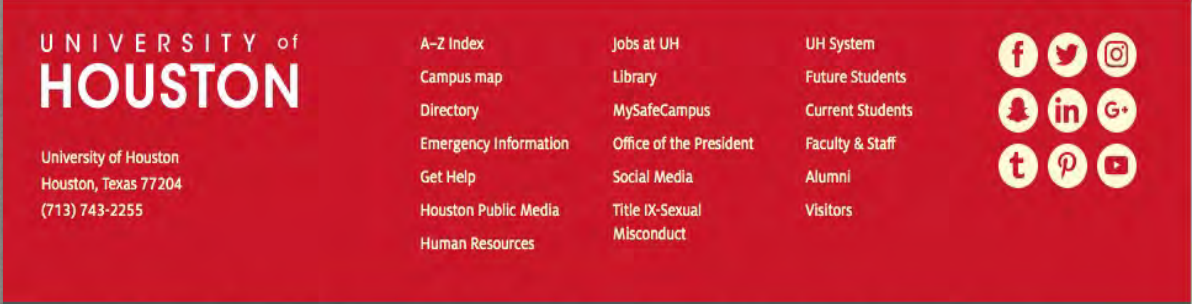 UNIVERSITY of
HOUSTON
University of Houston
Houston, Texas 77204
(713) 743-2255
A–Z Index
Campus map
Directory
Emergency Information
Get Help
Houston Public Media
Human Resources
Jobs at UH
Library
MySafeCampus
Office of the President
Social Media
Title IX-Sexual
Misconduct
UH System
Future Students
Current Students
Faculty & Staff
Alumni
Visitors
f
in
G+
t